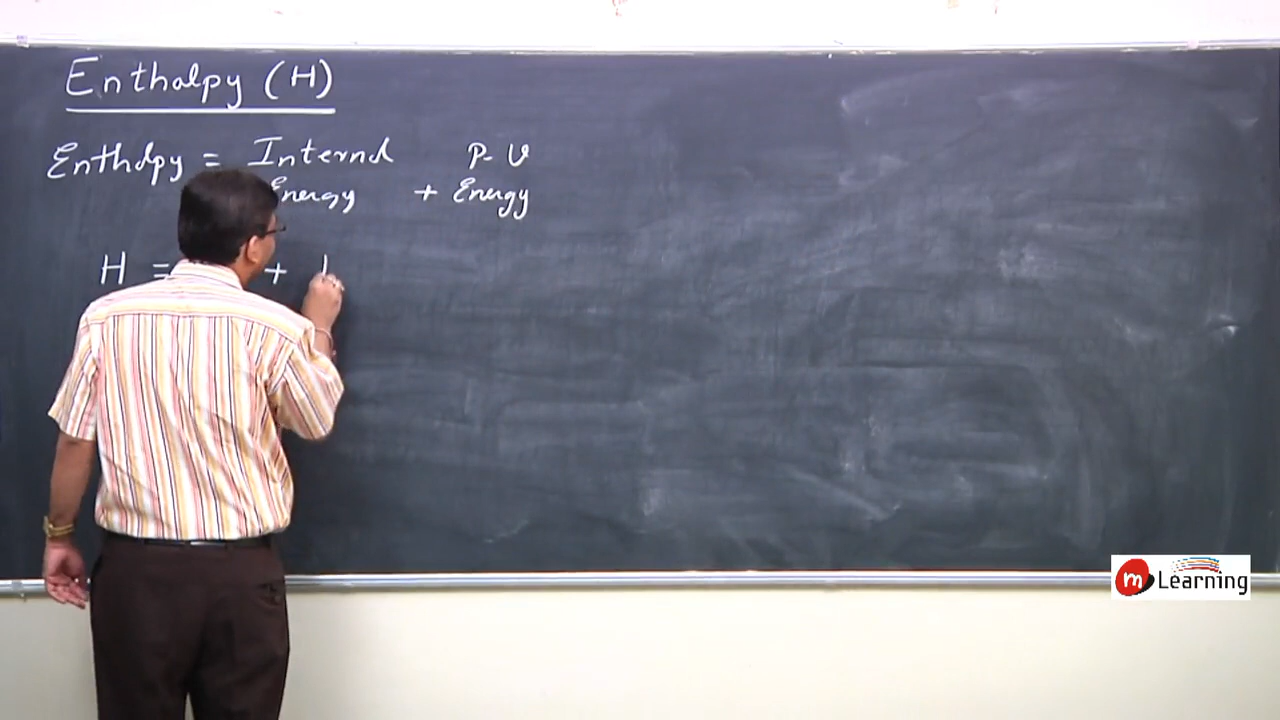 Enthalpy (H)
Enthalpy = Internal P-V
Energy + Energy
H = +
m Learning